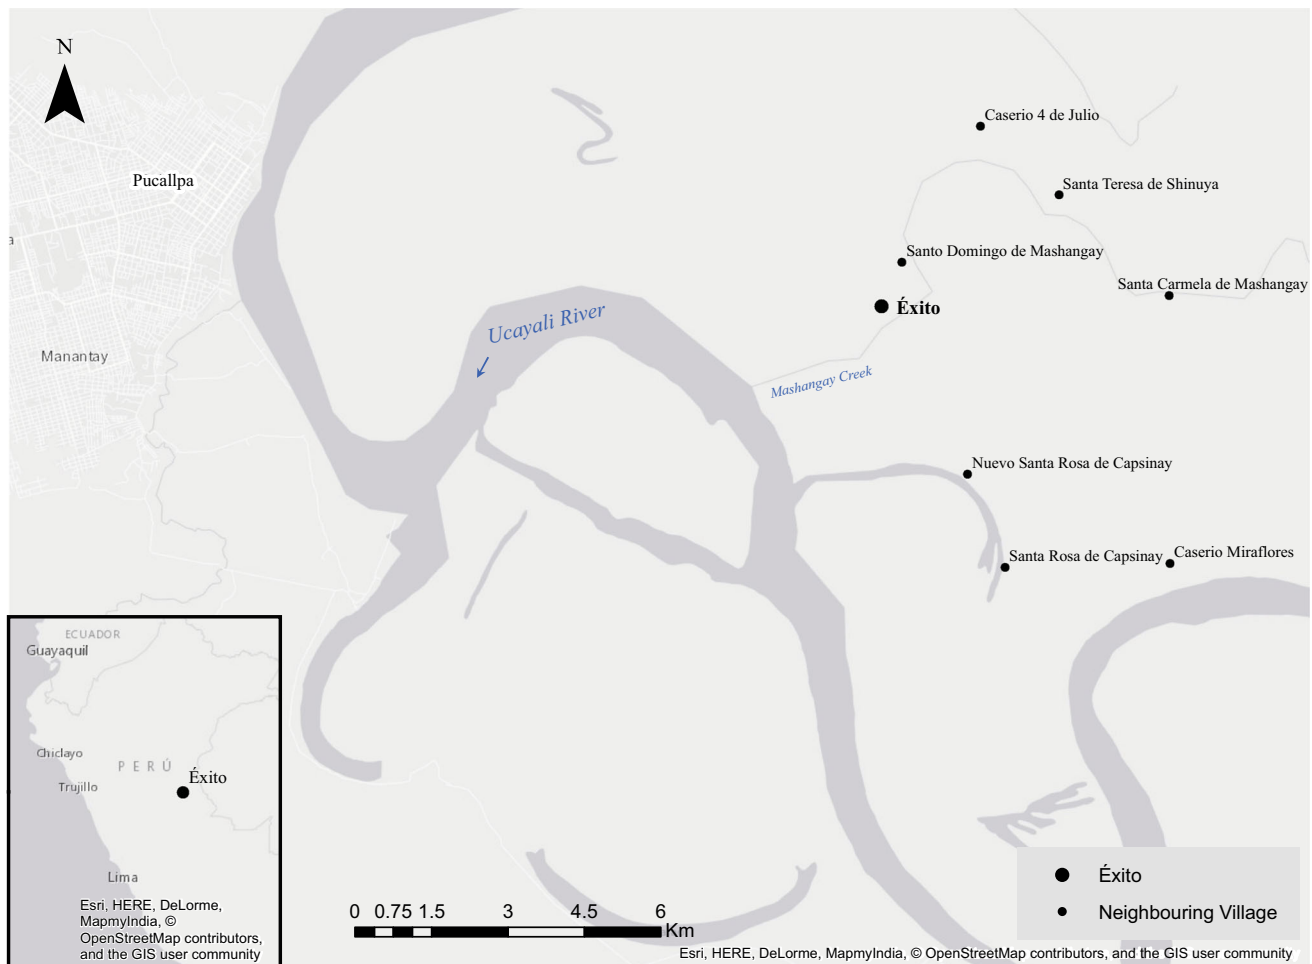 N
Caserio 4 de Julio
Pucallpa
Santa Teresa de Shinuya
a
Santo Domingo de Mashangay
Santa Carmela de Mashangay
Éxito
Ucayali River
Manantay
Mashangay Creek
Nuevo Santa Rosa de Capsinay
Santa Rosa de Capsinay
Caserio Miraflores
ECUADOR
Guayaquil
Chiclayo
PERÚ
Trujillo
Éxito
Lima
Esri, HERE, DeLorme,
MapmyIndia, ©
OpenStreetMap contributors,
and the GIS user community
0 0.75 1.5 3 4.5 6
Km
Éxito
Neighbouring Village
Esri, HERE, DeLorme, MapmyIndia, © OpenStreetMap contributors, and the GIS user community